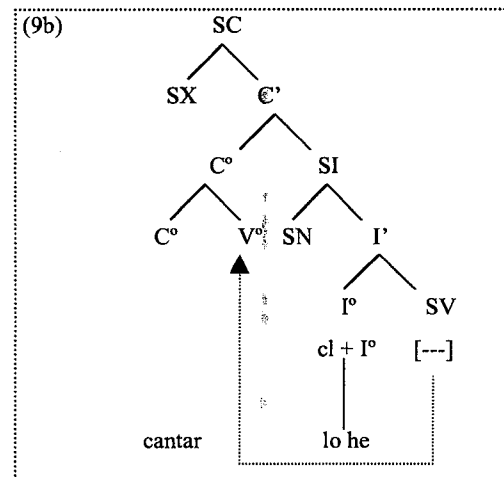 (9b)
SC
SX C’
Cº SI
Cº Vº SN I’
Iº SV
cl + Iº [---]
cantar lo he